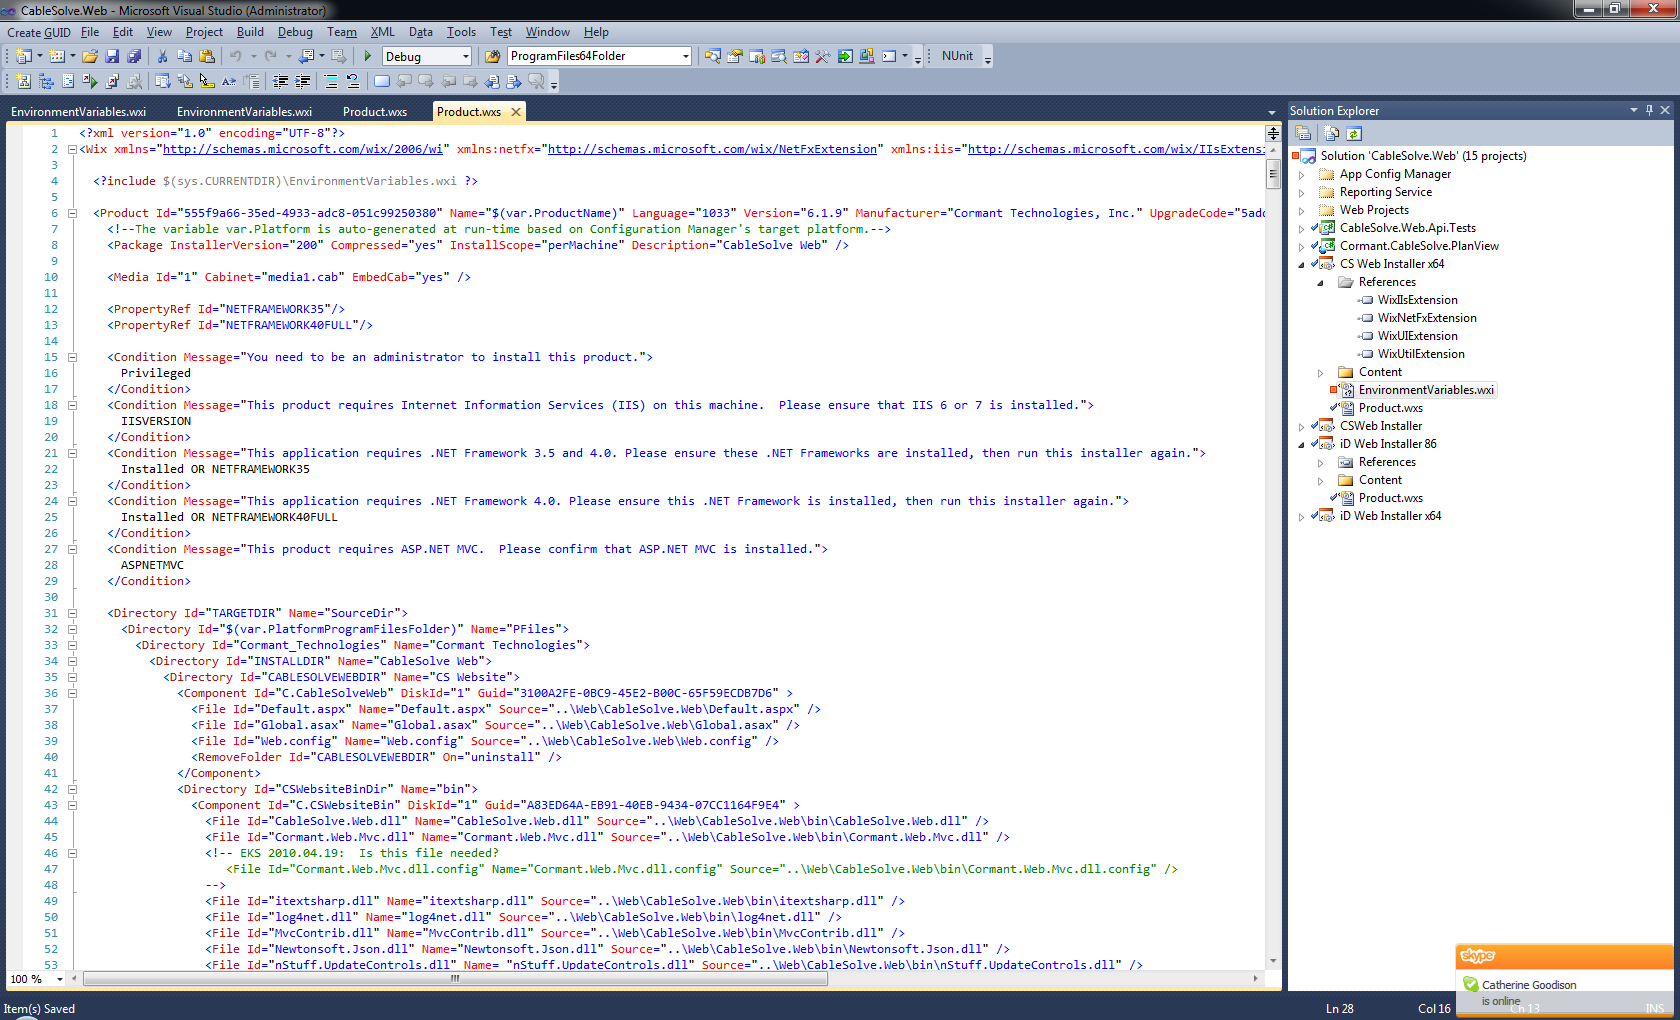 CableSolve.Web - Microsoft Visual Studio (Administrator)
Create GUID File Edit View Project Build Debug Team XML Data Tools Test Window Help
Debug ProgramFiles64Folder NUnit
EnvironmentVariables.wxi EnvironmentVariables.wxi Product.wxs Product.wxs
1 <?xml version="1.0" encoding="UTF-8"?>
2 <Wix xmlns="http://schemas.microsoft.com/wix/2006/wi" xmlns:netfx="http://schemas.microsoft.com/wix/NetFxExtension" xmlns:iis="http://schemas.microsoft.com/wix/IIsExtensi
3
4 <?include $(sys.CURRENTDIR)\EnvironmentVariables.wxi ?>
5
6 <Product Id="555f9a66-35ed-4933-adc8-051c99250380" Name="$(var.ProductName)" Language="1033" Version="6.1.9" Manufacturer="Cormant Technologies, Inc." UpgradeCode="5adc
7 <!--The variable var.Platform is auto-generated at run-time based on Configuration Manager's target platform.-->
8 <Package InstallerVersion="200" Compressed="yes" InstallScope="perMachine" Description="CableSolve Web" />
9
10 <Media Id="1" Cabinet="media1.cab" EmbedCab="yes" />
11
12 <PropertyRef Id="NETFRAMEWORK35"/>
13 <PropertyRef Id="NETFRAMEWORK40FULL"/>
14
15 <Condition Message="You need to be an administrator to install this product.">
16 Privileged
17 </Condition>
18 <Condition Message="This product requires Internet Information Services (IIS) on this machine.  Please ensure that IIS 6 or 7 is installed.">
19 IISVERSION
20 </Condition>
21 <Condition Message="This application requires .NET Framework 3.5 and 4.0. Please ensure these .NET Frameworks are installed, then run this installer again.">
22 Installed OR NETFRAMEWORK35
23 </Condition>
24 <Condition Message="This application requires .NET Framework 4.0. Please ensure this .NET Framework is installed, then run this installer again.">
25 Installed OR NETFRAMEWORK40FULL
26 </Condition>
27 <Condition Message="This product requires ASP.NET MVC.  Please confirm that ASP.NET MVC is installed.">
28 ASPNETMVC
29 </Condition>
30
31 <Directory Id="TARGETDIR" Name="SourceDir">
32 <Directory Id="$(var.PlatformProgramFilesFolder)" Name="PFiles">
33 <Directory Id="Cormant_Technologies" Name="Cormant Technologies">
34 <Directory Id="INSTALLDIR" Name="CableSolve Web">
35 <Directory Id="CABLESOLVEWEBDIR" Name="CS Website">
36 <Component Id="C.CableSolveWeb" DiskId="1" Guid="3100A2FE-0BC9-45E2-B00C-65F59ECDB7D6" >
37 <File Id="Default.aspx" Name="Default.aspx" Source="..\Web\CableSolve.Web\Default.aspx" />
38 <File Id="Global.asax" Name="Global.asax" Source="..\Web\CableSolve.Web\Global.asax" />
39 <File Id="Web.config" Name="Web.config" Source="..\Web\CableSolve.Web\Web.config" />
40 <RemoveFolder Id="CABLESOLVEWEBDIR" On="uninstall" />
41 </Component>
42 <Directory Id="CSWebsiteBinDir" Name="bin">
43 <Component Id="C.CSWebsiteBin" DiskId="1" Guid="A83ED64A-EB91-40EB-9434-07CC1164F9E4" >
44 <File Id="CableSolve.Web.dll" Name="CableSolve.Web.dll" Source="..\Web\CableSolve.Web\bin\CableSolve.Web.dll" />
45 <File Id="Cormant.Web.Mvc.dll" Name="Cormant.Web.Mvc.dll" Source="..\Web\CableSolve.Web\bin\Cormant.Web.Mvc.dll" />
46 <!-- EKS 2010.04.19:  Is this file needed?
47 <File Id="Cormant.Web.Mvc.dll.config" Name="Cormant.Web.Mvc.dll.config" Source="..\Web\CableSolve.Web\bin\Cormant.Web.Mvc.dll.config" />
48 -->
49 <File Id="itextsharp.dll" Name="itextsharp.dll" Source="..\Web\CableSolve.Web\bin\itextsharp.dll" />
50 <File Id="log4net.dll" Name="log4net.dll" Source="..\Web\CableSolve.Web\bin\log4net.dll" />
51 <File Id="MvcContrib.dll" Name="MvcContrib.dll" Source="..\Web\CableSolve.Web\bin\MvcContrib.dll" />
52 <File Id="Newtonsoft.Json.dll" Name="Newtonsoft.Json.dll" Source="..\Web\CableSolve.Web\bin\Newtonsoft.Json.dll" />
53 <File Id="nStuff.UpdateControls.dll" Name= "nStuff.UpdateControls.dll" Source="..\Web\CableSolve.Web\bin\nStuff.UpdateControls.dll" />
100 %
Solution Explorer
Solution 'CableSolve.Web' (15 projects)
App Config Manager
Reporting Service
Web Projects
CableSolve.Web.Api.Tests
Cormant.CableSolve.PlanView
CS Web Installer x64
References
WixIIsExtension
WixNetFxExtension
WixUIExtension
WixUtilExtension
Content
EnvironmentVariables.wxi
Product.wxs
CSWeb Installer
iD Web Installer 86
References
Content
Product.wxs
iD Web Installer x64
skype
Catherine Goodison
is online
Item(s) Saved Ln 28 Col 16 Ch 13 INS